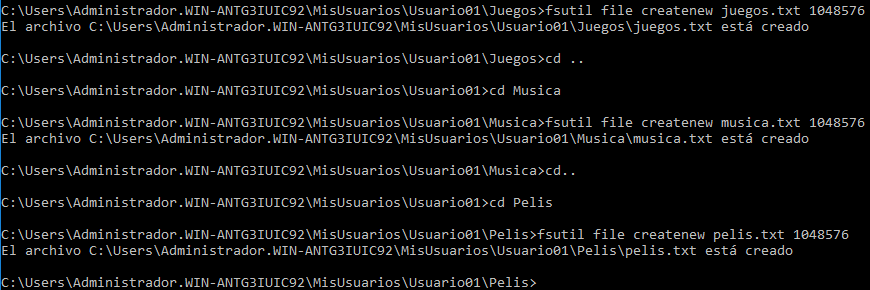 C:\Users\Administrador.WIN-ANTG3IUIC92\MisUsuarios\Usuario01\Juegos>fsutil file createnew juegos.txt 1048576
El archivo C:\Users\Administrador.WIN-ANTG3IUIC92\MisUsuarios\Usuario01\Juegos\juegos.txt está creado
C:\Users\Administrador.WIN-ANTG3IUIC92\MisUsuarios\Usuario01\Juegos>cd ..
C:\Users\Administrador.WIN-ANTG3IUIC92\MisUsuarios\Usuario01>cd Musica
C:\Users\Administrador.WIN-ANTG3IUIC92\MisUsuarios\Usuario01\Musica>fsutil file createnew musica.txt 1048576
El archivo C:\Users\Administrador.WIN-ANTG3IUIC92\MisUsuarios\Usuario01\Musica\musica.txt está creado
C:\Users\Administrador.WIN-ANTG3IUIC92\MisUsuarios\Usuario01\Musica>cd..
C:\Users\Administrador.WIN-ANTG3IUIC92\MisUsuarios\Usuario01>cd Pelis
C:\Users\Administrador.WIN-ANTG3IUIC92\MisUsuarios\Usuario01\Pelis>fsutil file createnew pelis.txt 1048576
El archivo C:\Users\Administrador.WIN-ANTG3IUIC92\MisUsuarios\Usuario01\Pelis\pelis.txt está creado
C:\Users\Administrador.WIN-ANTG3IUIC92\MisUsuarios\Usuario01\Pelis>